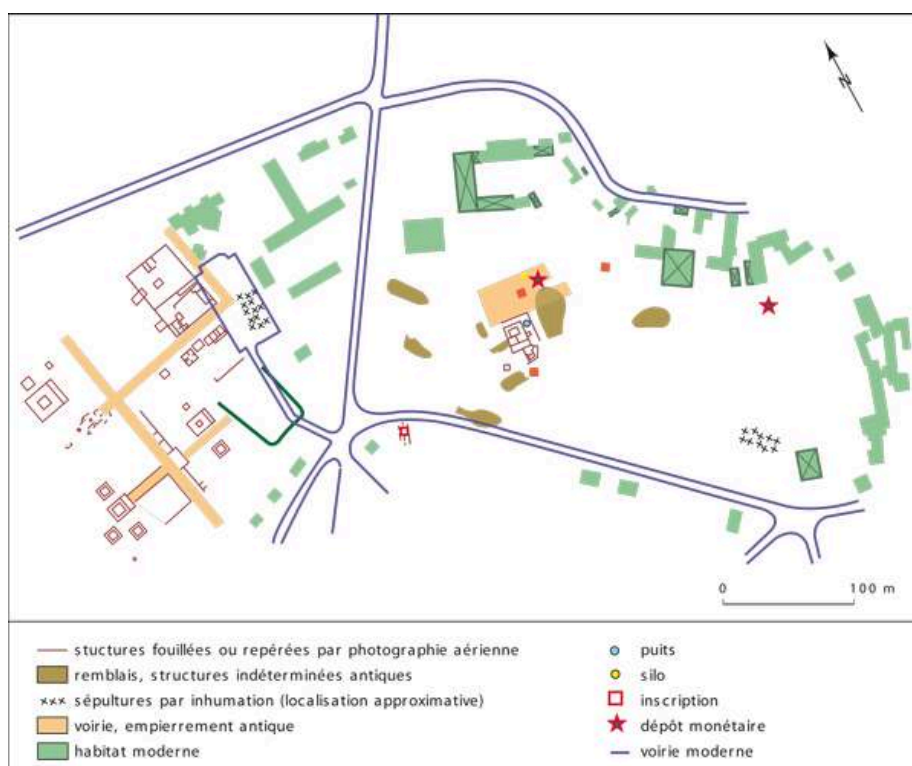 N
0 100 m
stuctures fouillées ou repérées par photographie aérienne
remblais, structures indéterminées antiques
sépultures par inhumation (localisation approximative)
voirie, empierrement antique
habitat moderne
puits
silo
inscription
dépôt monétaire
voirie moderne